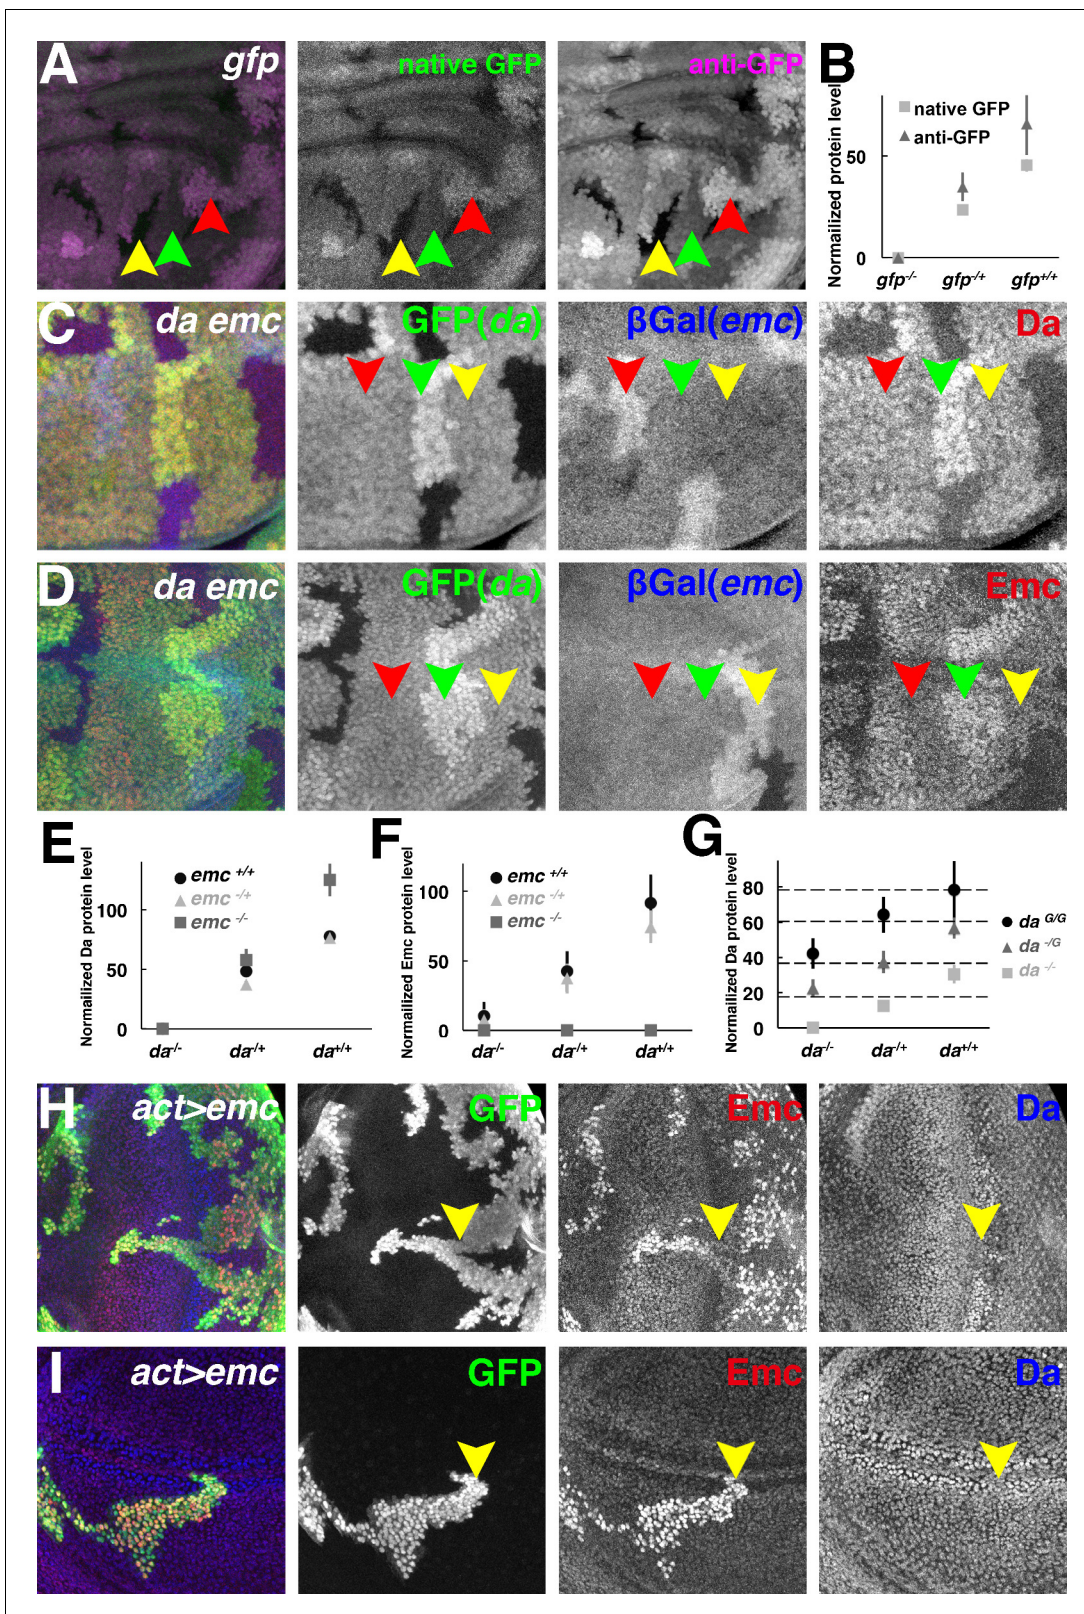 A gfp native GFP anti-GFP
B
Normailized protein level
native GFP
anti-GFP
50
0
gfp-/- gfp-/+ gfp+/+
C da emc GFP(da) βGal(emc) Da
D da emc GFP(da) βGal(emc) Emc
E
Normailized Da protein level
emc +/+
emc -/+
emc -/-
100
50
0
da-/- da-/+ da+/+
F
Normailized Emc protein level
emc +/+
emc -/+
emc -/-
100
50
0
da-/- da-/+ da+/+
G
Normailized Da protein level
80
60
40
20
0
da G/G
da -/G
da -/-
da-/- da-/+ da+/+
H act>emc GFP Emc Da
I act>emc GFP Emc Da